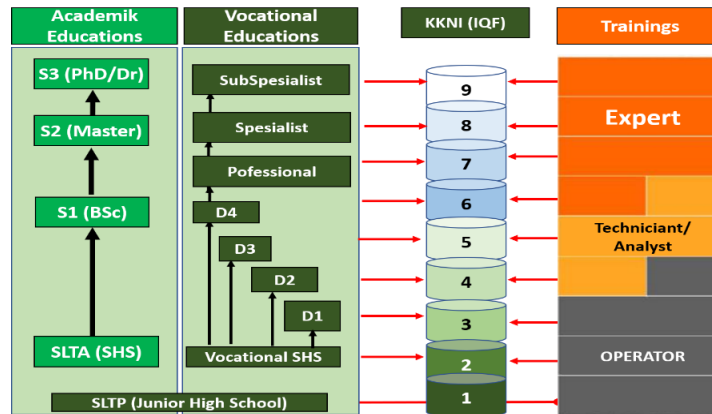 Academik
Educations
Vocational
Educations
KKNI (IQF)
Trainings
S3 (PhD/Dr)
S2 (Master)
S1 (BSc)
SLTA (SHS)
SubSpesialist
Spesialist
Pofessional
D4
D3
D2
D1
Vocational SHS
SLTP (Junior High School)
9
8
7
6
5
4
3
2
1
Expert
Techniciant/
Analyst
OPERATOR